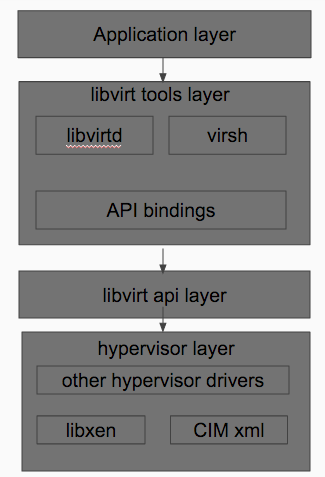 Application layer
libvirt tools layer
libvirtd
virsh
API bindings
libvirt api layer
hypervisor layer
other hypervisor drivers
libxen
CIM xml